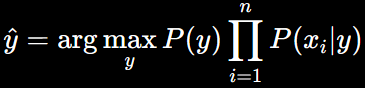 ŷ = arg max_y P(y) ∏_{i=1}^{n} P(x_i|y)